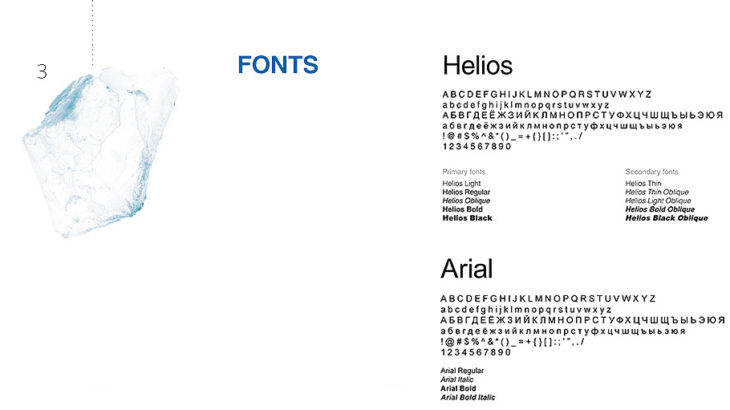 3
FONTS
Helios
ABCDEFGHIJKLMNOPQRSTUVWXYZ
abcdefghijklmnopqrstuvwxyz
АБВГДЕЁЖЗИЙКЛМНОПРСТУФХЦЧШЩЪЫЬЭЮЯ
абвгдеёжзийклмнопрстуфхцчшщъыьэюя
!@#$%^&*()_=+{}[]:;'",./
1234567890
Primary fonts
Helios Light
Helios Regular
Helios Oblique
Helios Bold
Helios Black
Secondary fonts
Helios Thin
Helios Thin Oblique
Helios Light Oblique
Helios Bold Oblique
Helios Black Oblique
Arial
ABCDEFGHIJKLMNOPQRSTUVWXYZ
abcdefghijklmnopqrstuvwxyz
АБВГДЕЁЖЗИЙКЛМНОПРСТУФХЦЧШЩЪЫЬЭЮЯ
абвгдеёжзийклмнопрстуфхцчшщъыьэюя
!@#$%^&*()_=+{}[]:;'",./
1234567890
Arial Regular
Arial Italic
Arial Bold
Arial Bold Italic